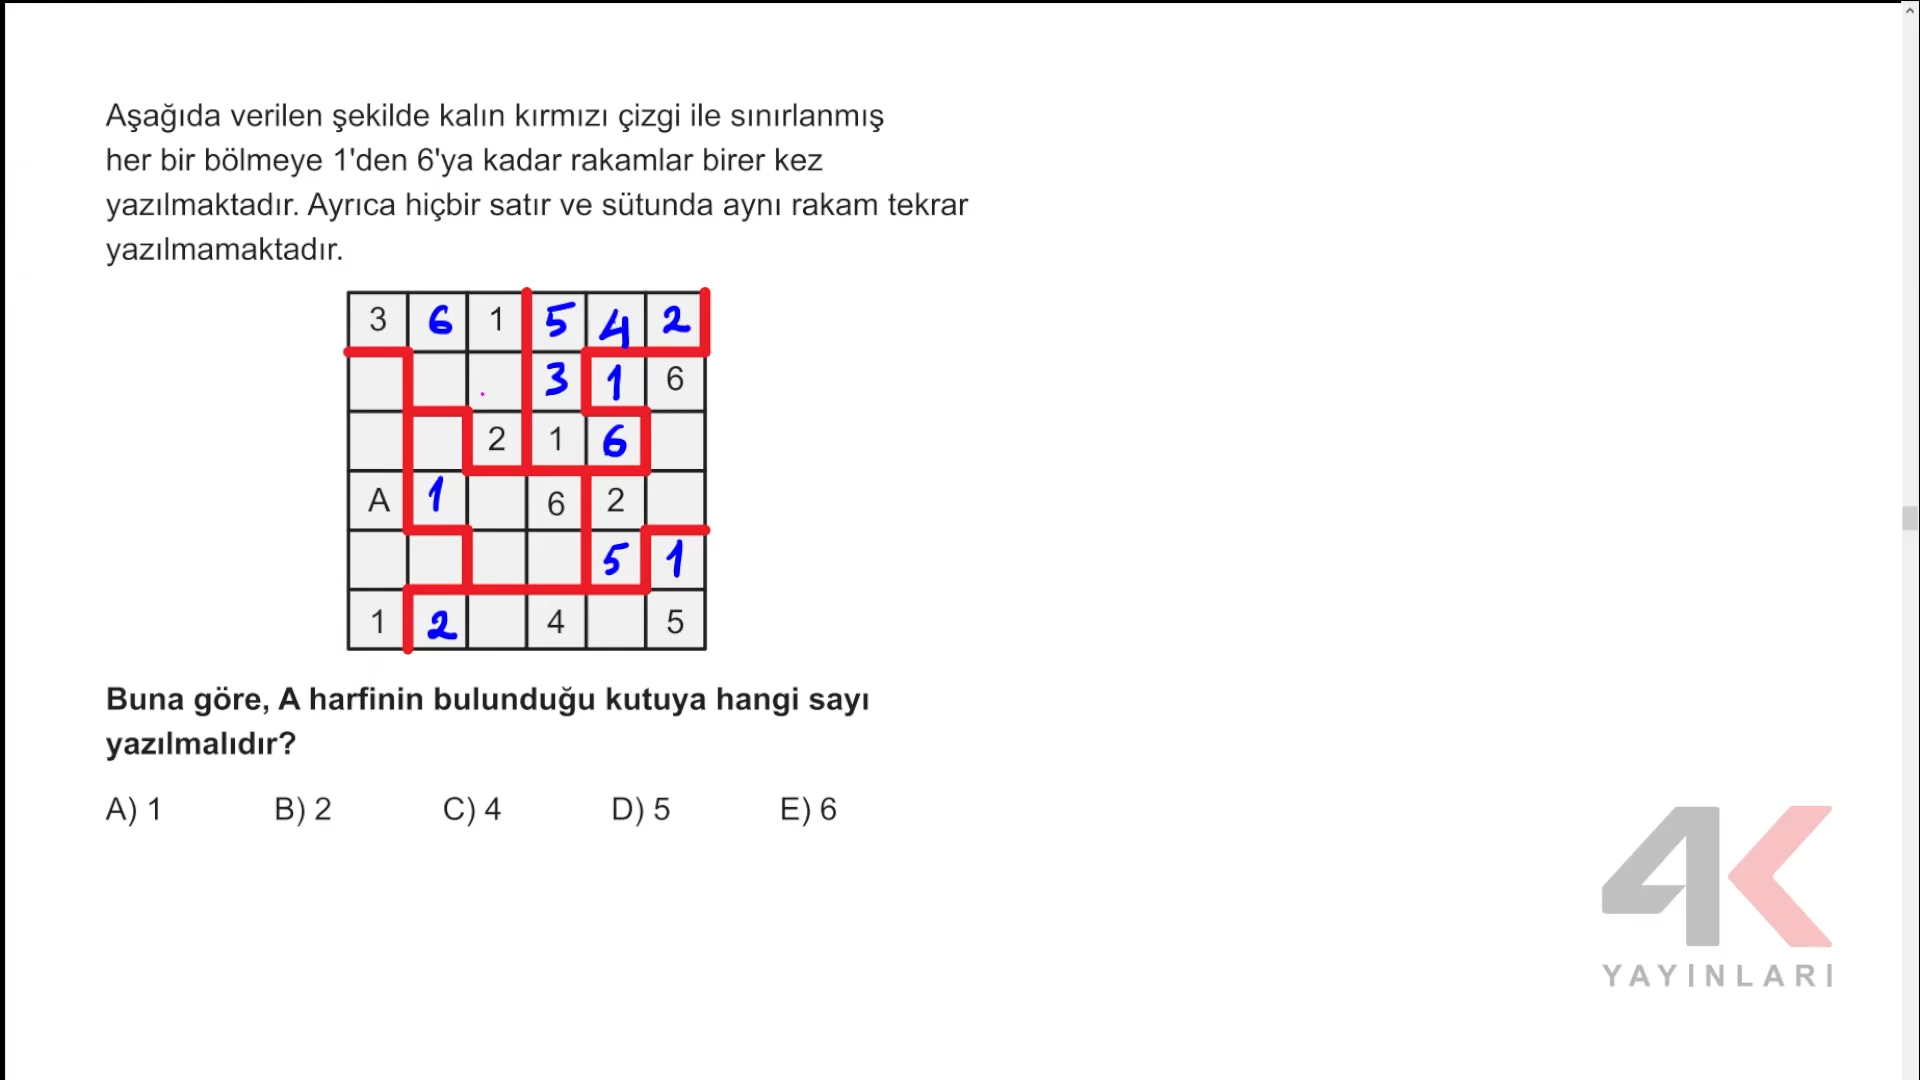 Aşağıda verilen şekilde kalın kırmızı çizgi ile sınırlanmış
her bir bölmeye 1'den 6'ya kadar rakamlar birer kez
yazılmaktadır. Ayrıca hiçbir satır ve sütunda aynı rakam tekrar
yazılmamaktadır.
3 6 1 5 4 2
3 1 6
2 1 6
A 1 6 2
5 1
1 2 4 5
Buna göre, A harfinin bulunduğu kutuya hangi sayı
yazılmalıdır?
A) 1 B) 2 C) 4 D) 5 E) 6
4K
YAYINLARI